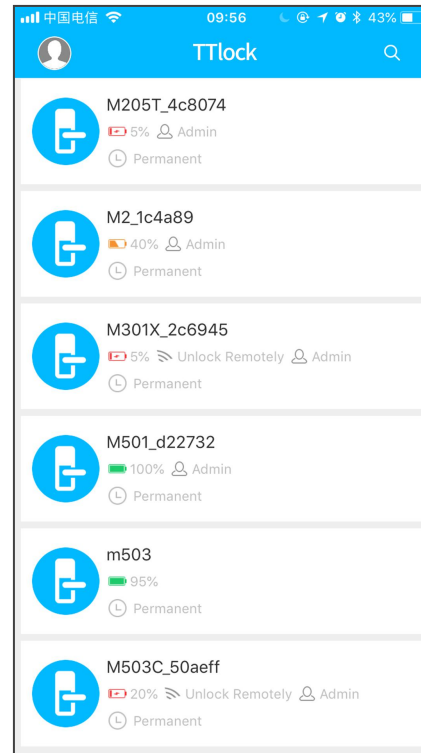 中国电信 09:56 43%
TTlock
M205T_4c8074
5% Admin
Permanent
M2_1c4a89
40% Admin
Permanent
M301X_2c6945
5% Unlock Remotely Admin
Permanent
M501_d22732
100% Admin
Permanent
m503
95%
Permanent
M503C_50aeff
20% Unlock Remotely Admin
Permanent